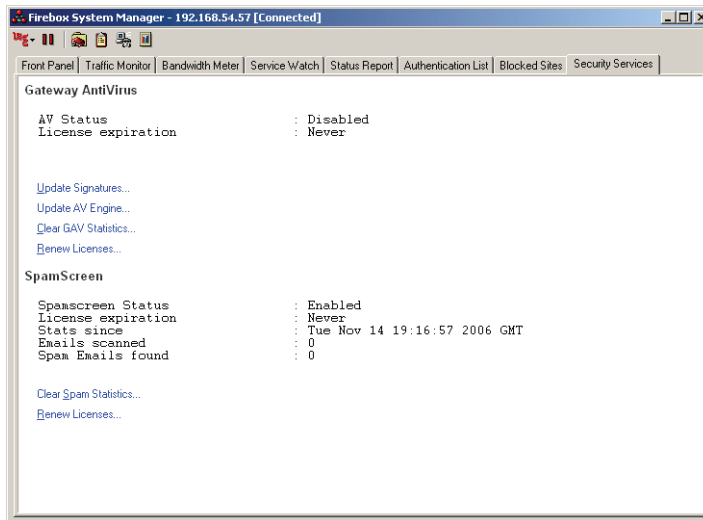 Firebox System Manager - 192.168.54.57 [Connected]
Front Panel Traffic Monitor Bandwidth Meter Service Watch Status Report Authentication List Blocked Sites Security Services
Gateway AntiVirus
AV Status : Disabled
License expiration : Never
Update Signatures...
Update AV Engine...
Clear GAV Statistics...
Renew Licenses...
SpamScreen
Spamscreen Status : Enabled
License expiration : Never
Stats since : Tue Nov 14 19:16:57 2006 GMT
Emails scanned : 0
Spam Emails found : 0
Clear Spam Statistics...
Renew Licenses...